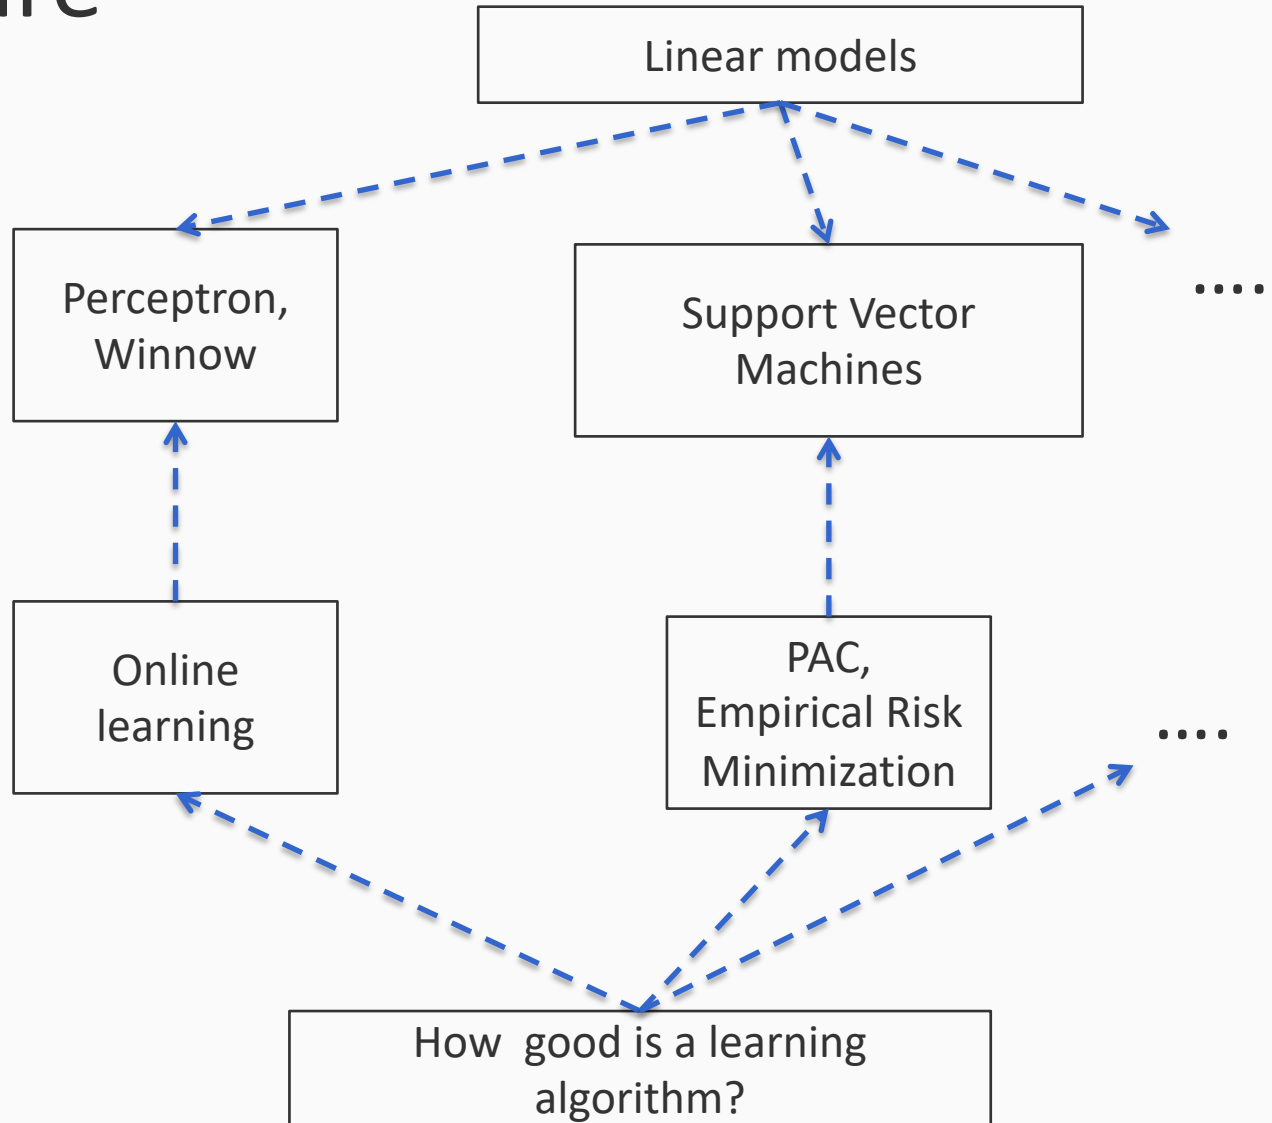 Linear models
Perceptron,
Winnow
Support Vector
Machines
....
Online
learning
PAC,
Empirical Risk
Minimization
....
How good is a learning
algorithm?